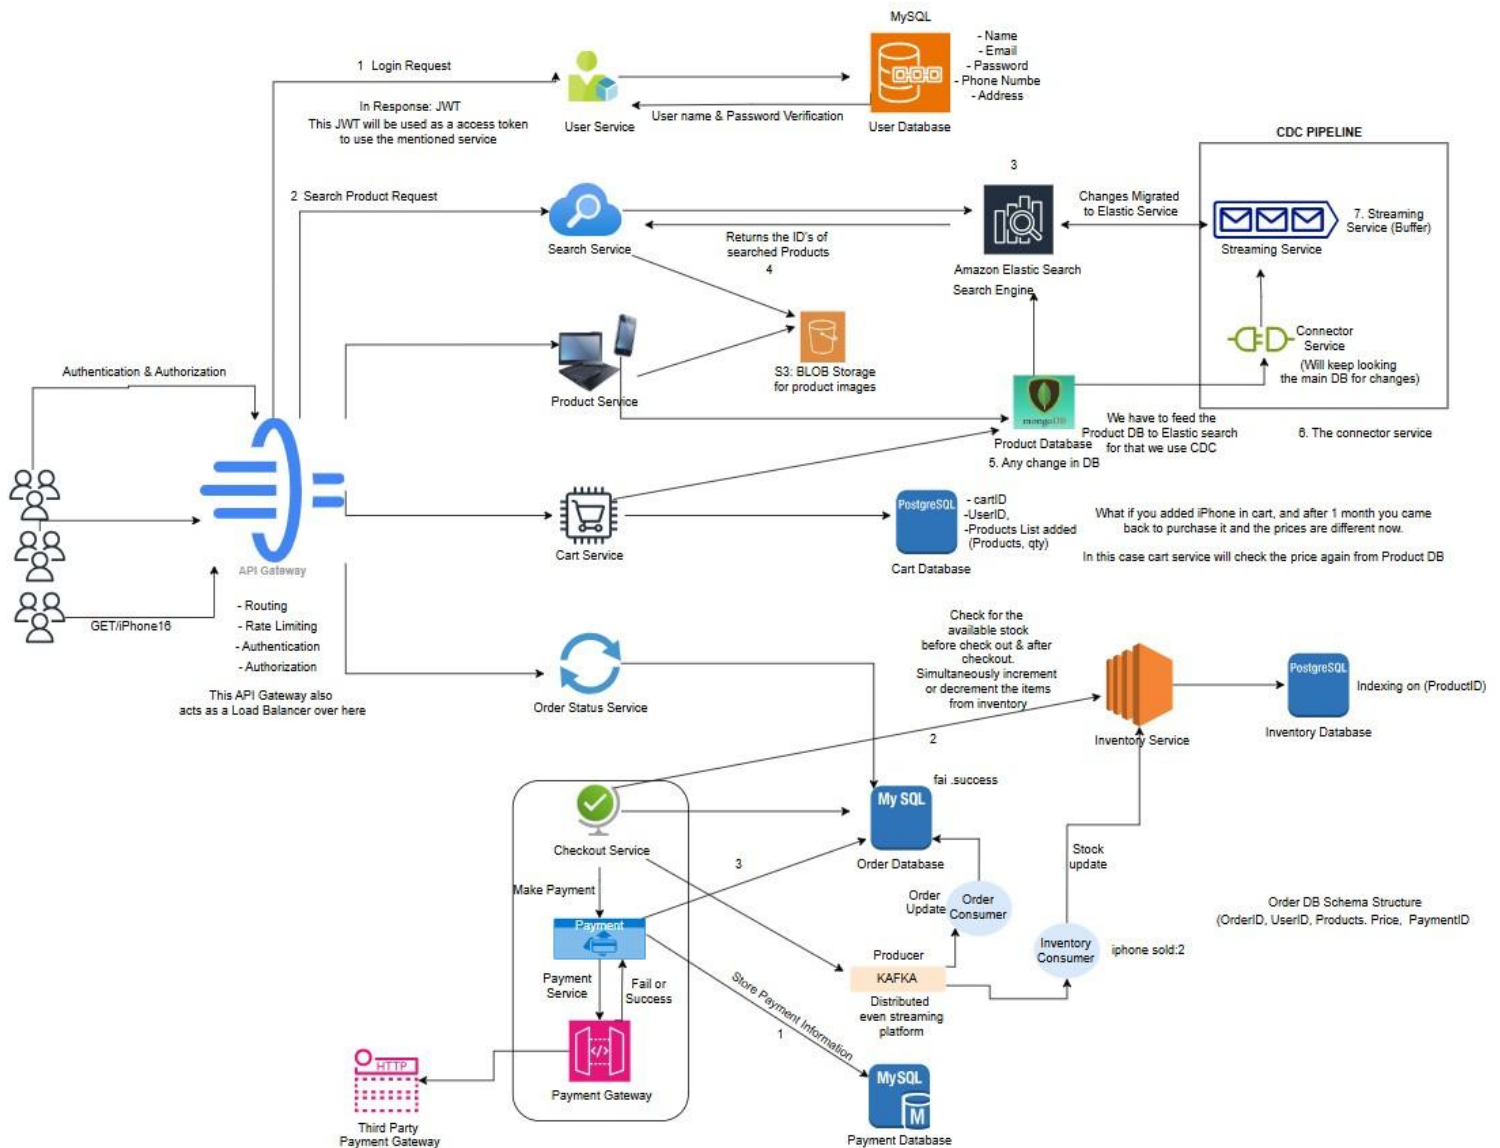 MySQL
- Name
- Email
- Password
- Phone Numbe
- Address
User Database
1 Login Request
In Response: JWT
This JWT will be used as a access token
to use the mentioned service
User Service
User name & Password Verification
CDC PIPELINE
3
2 Search Product Request
Search Service
Returns the ID's of
searched Products
4
Amazon Elastic Search
Search Engine
Changes Migrated
to Elastic Service
7. Streaming
Service (Buffer)
Streaming Service
Connector
Service
(Will keep looking
the main DB for changes)
6. The connector service
S3: BLOB Storage
for product images
Product Service
mongoDB
Product Database
5. Any change in DB
We have to feed the
Product DB to Elastic search
for that we use CDC
Authentication & Authorization
API Gateway
GET/iPhone16
- Routing
- Rate Limiting
- Authentication
- Authorization
This API Gateway also
acts as a Load Balancer over here
Cart Service
PostgreSQL
- cartID
-UserID,
-Products List added
(Products, qty)
Cart Database
What if you added iPhone in cart, and after 1 month you came
back to purchase it and the prices are different now.
In this case cart service will check the price again from Product DB
Order Status Service
Check for the
available stock
before check out & after
checkout.
Simultaneously increment
or decrement the items
from inventory
2
Inventory Service
PostgreSQL
Indexing on (ProductID)
Inventory Database
fai .success
My SQL
Order Database
Checkout Service
Make Payment
3
Payment
Payment
Service
Fail or
Success
</>
Payment Gateway
HTTP
Third Party
Payment Gateway
Store Payment Information
1
Order
Update
Order
Consumer
Producer
KAFKA
Distributed
even streaming
platform
Stock
update
Inventory
Consumer
iphone sold:2
Order DB Schema Structure
(OrderID, UserID, Products. Price, PaymentID
MySQL
M
Payment Database